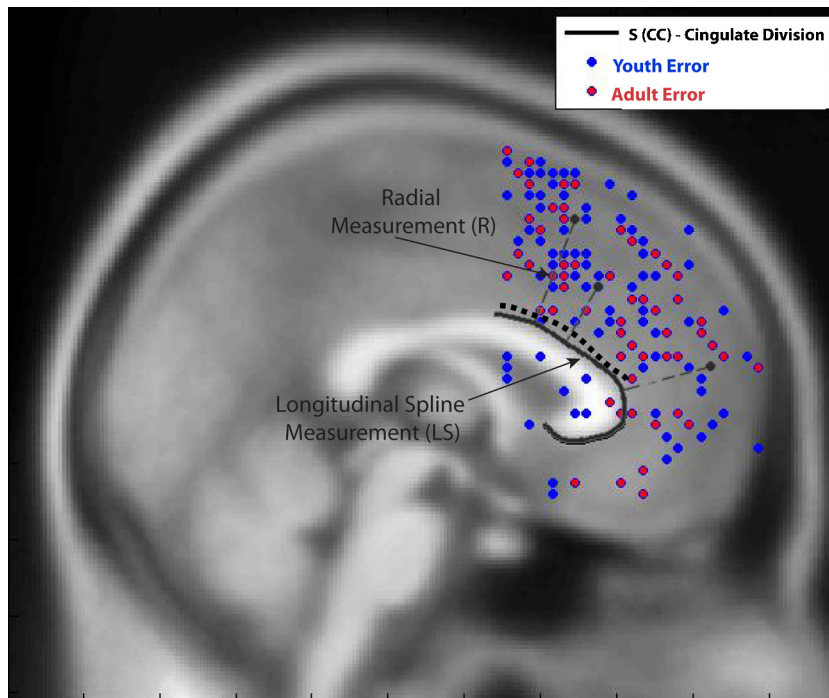 S (CC) - Cingulate Division
Youth Error
Adult Error
Radial
Measurement (R)
Longitudinal Spline
Measurement (LS)